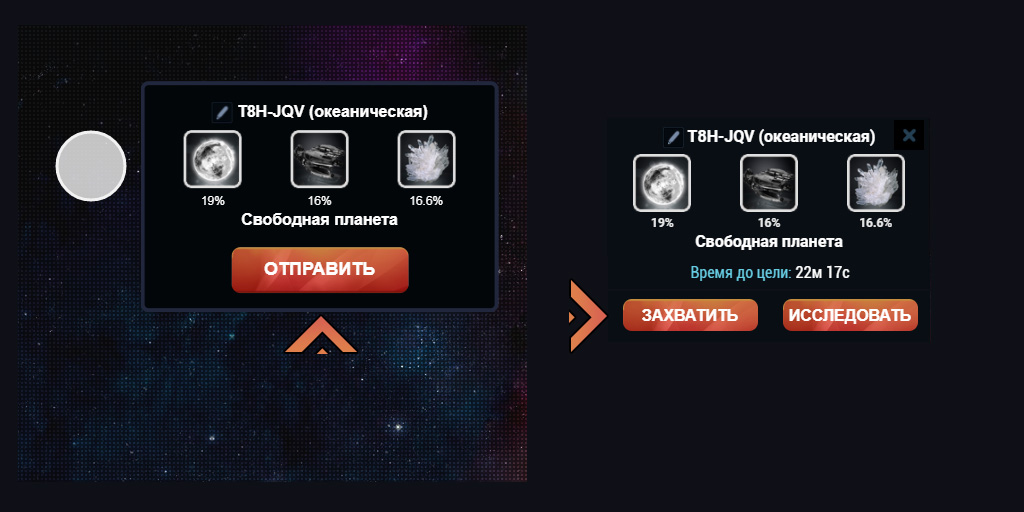 T8H-JQV (океаническая)
19% 16% 16.6%
Свободная планета
ОТПРАВИТЬ
T8H-JQV (океаническая)
19% 16% 16.6%
Свободная планета
Время до цели: 22м 17с
ЗАХВАТИТЬ ИССЛЕДОВАТЬ